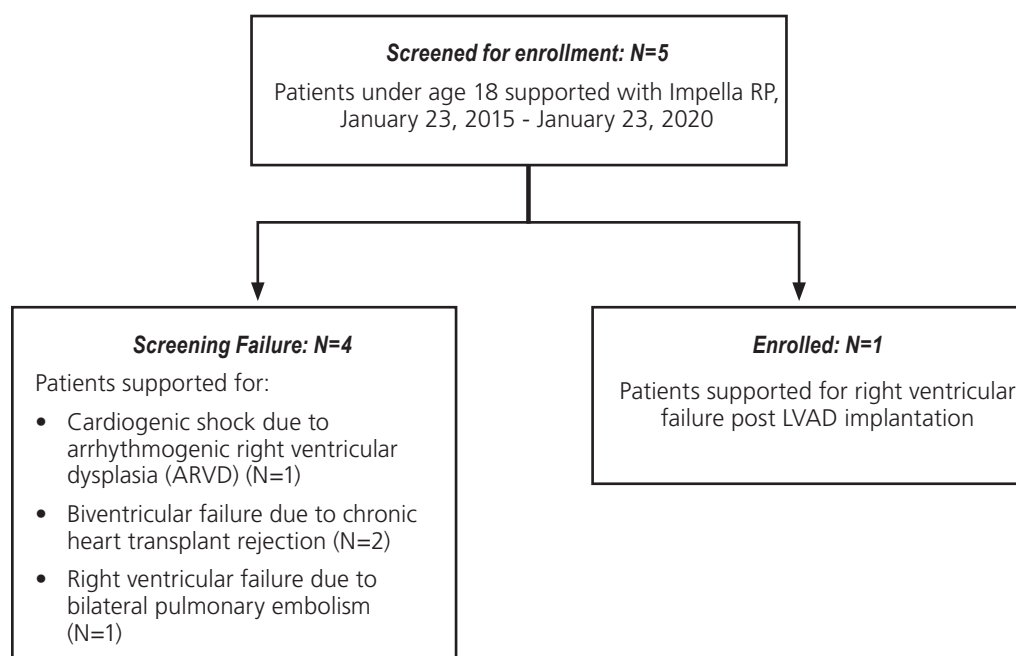 Screened for enrollment: N=5
Patients under age 18 supported with Impella RP,
January 23, 2015 - January 23, 2020
Screening Failure: N=4
Patients supported for:
• Cardiogenic shock due to
arrhythmogenic right ventricular
dysplasia (ARVD) (N=1)
• Biventricular failure due to chronic
heart transplant rejection (N=2)
• Right ventricular failure due to
bilateral pulmonary embolism
(N=1)
Enrolled: N=1
Patients supported for right ventricular
failure post LVAD implantation